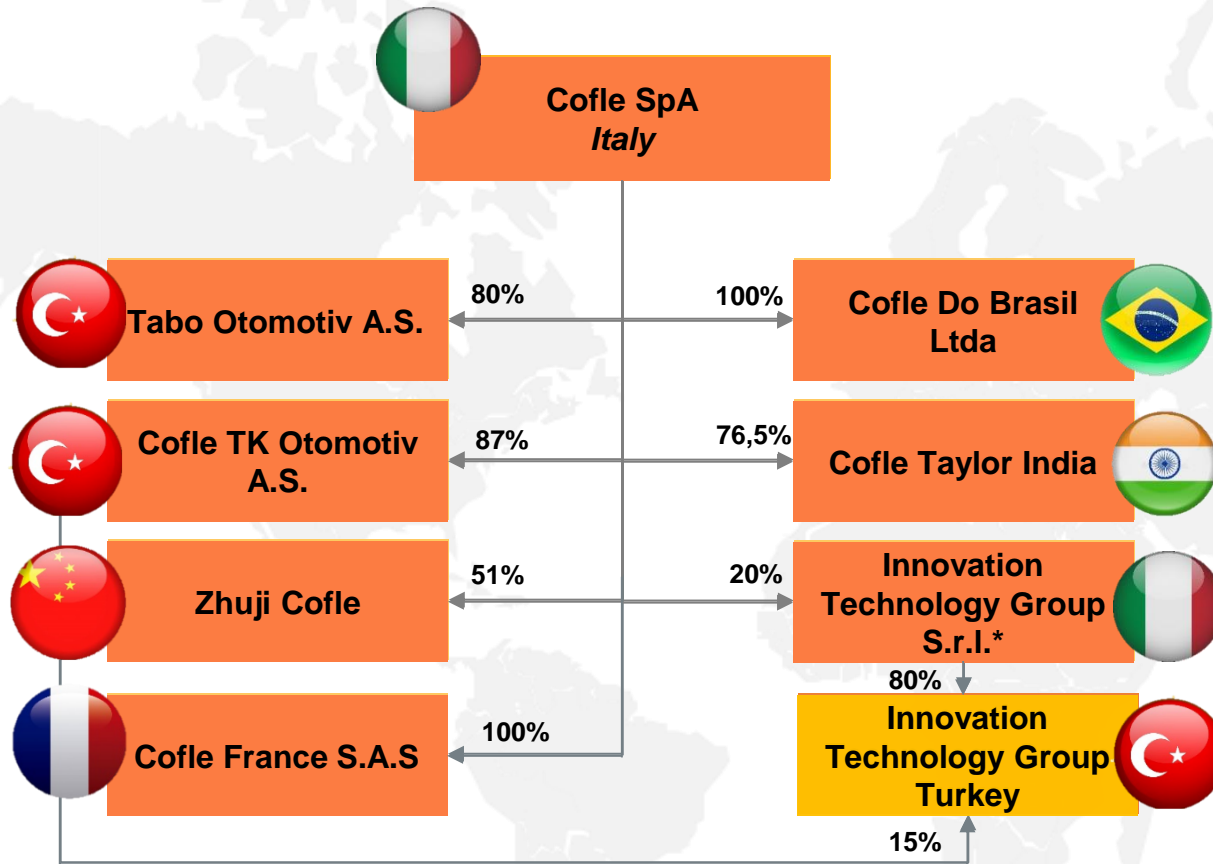 Cofle SpA
Italy
80%
100%
Tabo Otomotiv A.S.
Cofle Do Brasil
Ltda
87%
76,5%
Cofle TK Otomotiv
A.S.
Cofle Taylor India
51%
20%
Zhuji Cofle
Innovation
Technology Group
S.r.l.*
80%
100%
Cofle France S.A.S
Innovation
Technology Group
Turkey
15%